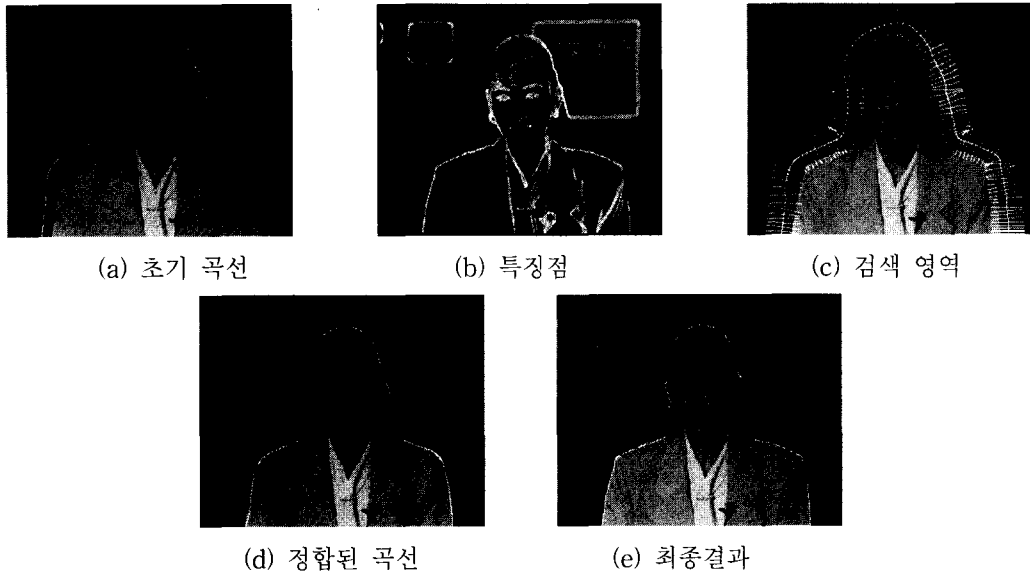 (a) 초기 곡선
(b) 특징점
(c) 검색 영역
(d) 정합된 곡선
(e) 최종결과